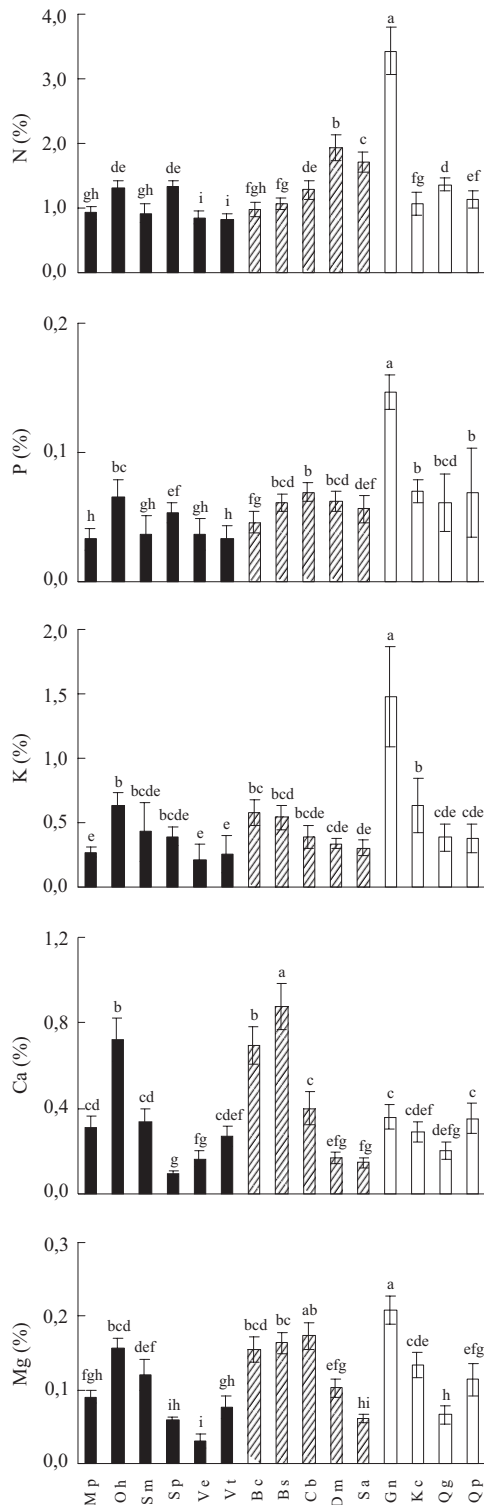 4,0
3,0
2,0
1,0
0,0
N (%)
gh de gh de i i fgh fg de b c a fg d ef
0,2
0,1
0,0
P (%)
h bc gh ef gh h fg bcd b bcd def a b bcd b
2,0
1,5
1,0
0,5
0,0
K (%)
e b bcde bcde e e bc bcd bcde cde de a b cde cde
1,2
0,8
0,4
0,0
Ca (%)
cd b cd g fg cdef b a c efg fg c cdef defg c
0,3
0,2
0,1
0,0
Mg (%)
fgh bcd def ih i gh bcd bc ab efg hi a cde h efg
Mp Oh Sm Sp Ve Vt Bc Bs Cb Dm Sa Gn Kc Qg Qp